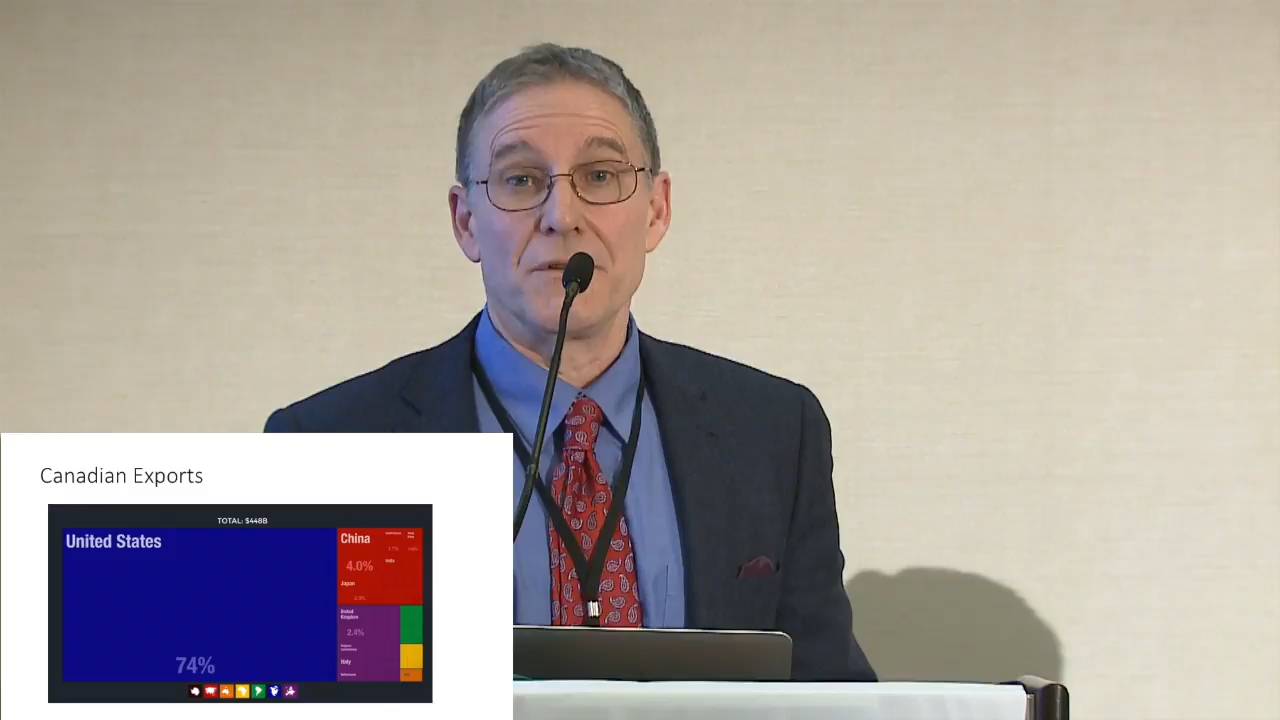 Canadian Exports
TOTAL: $448B
United States
74%
China
4.0%
Japan
United
Kingdom
2.4%
Italy